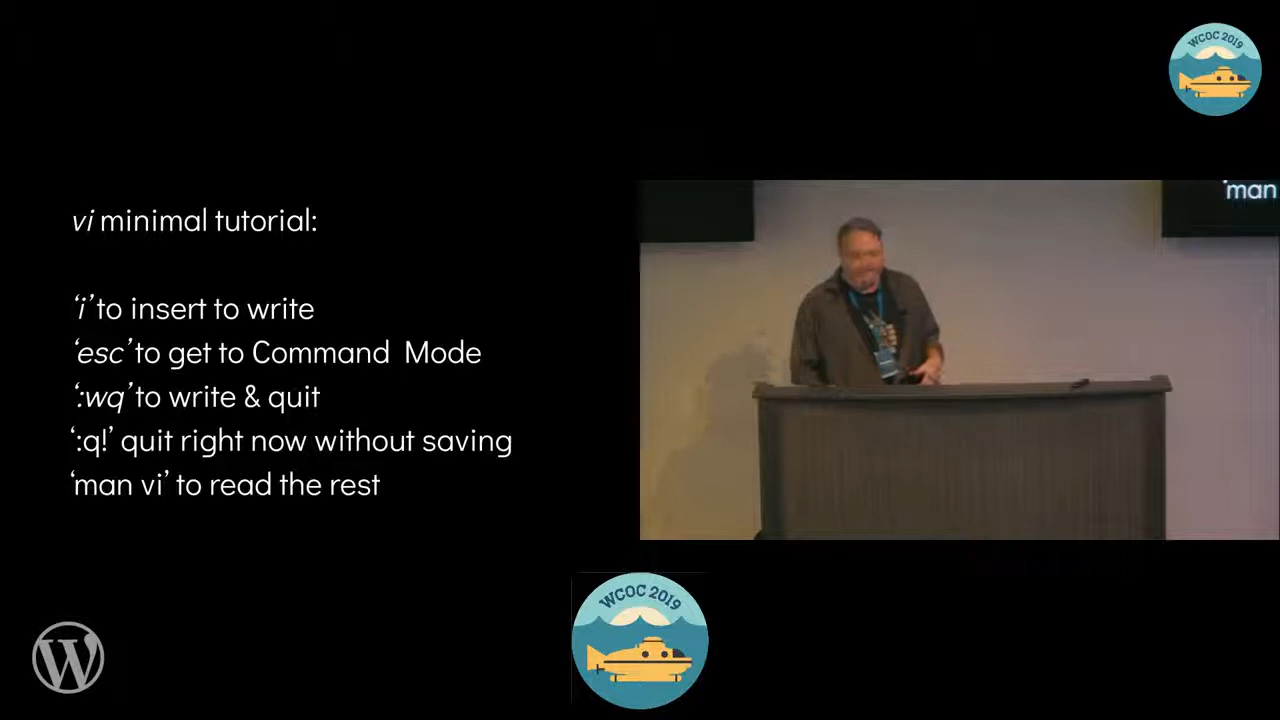 WCOC 2019
vi minimal tutorial:
‘i’ to insert to write
‘esc’ to get to Command Mode
‘:wq’ to write & quit
‘:q!’ quit right now without saving
‘man vi’ to read the rest
‘man
WCOC 2019
W